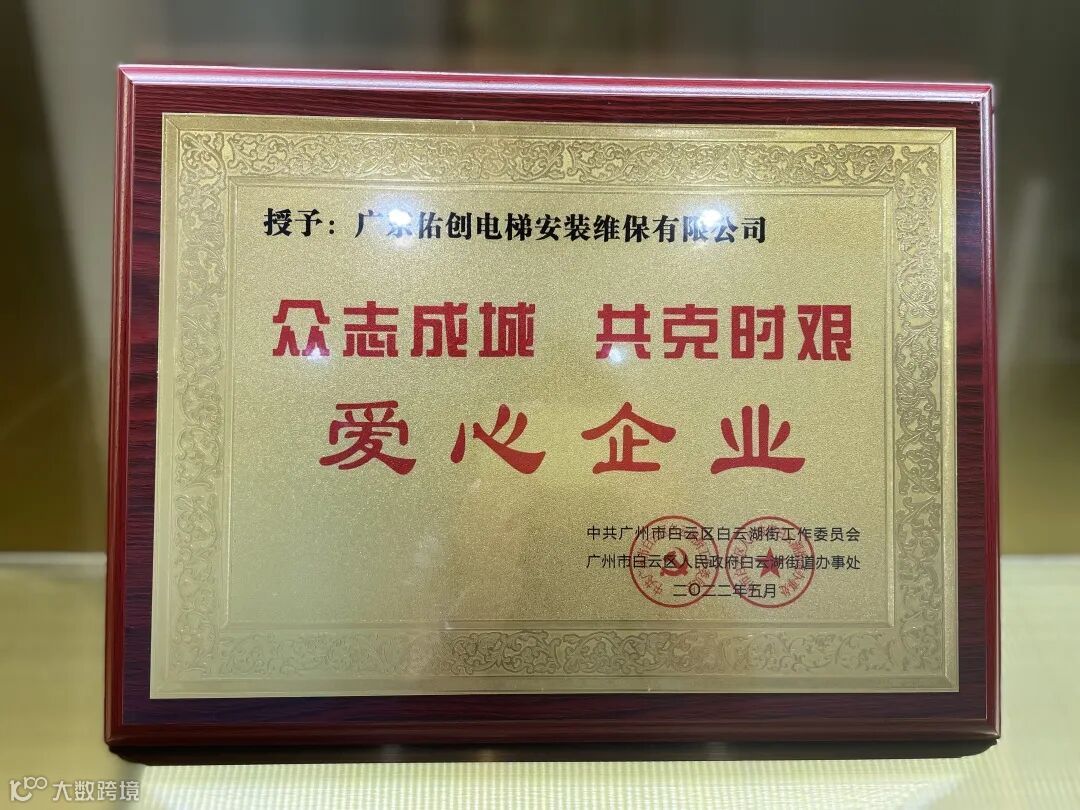 授予：广东佑创电梯安装维保有限公司
众志成城 共克时艰
爱心企业
中共广州市白云区白云湖街工作委员会
广州市白云区人民政府白云湖街道办事处
二〇二二年五月
大数跨境